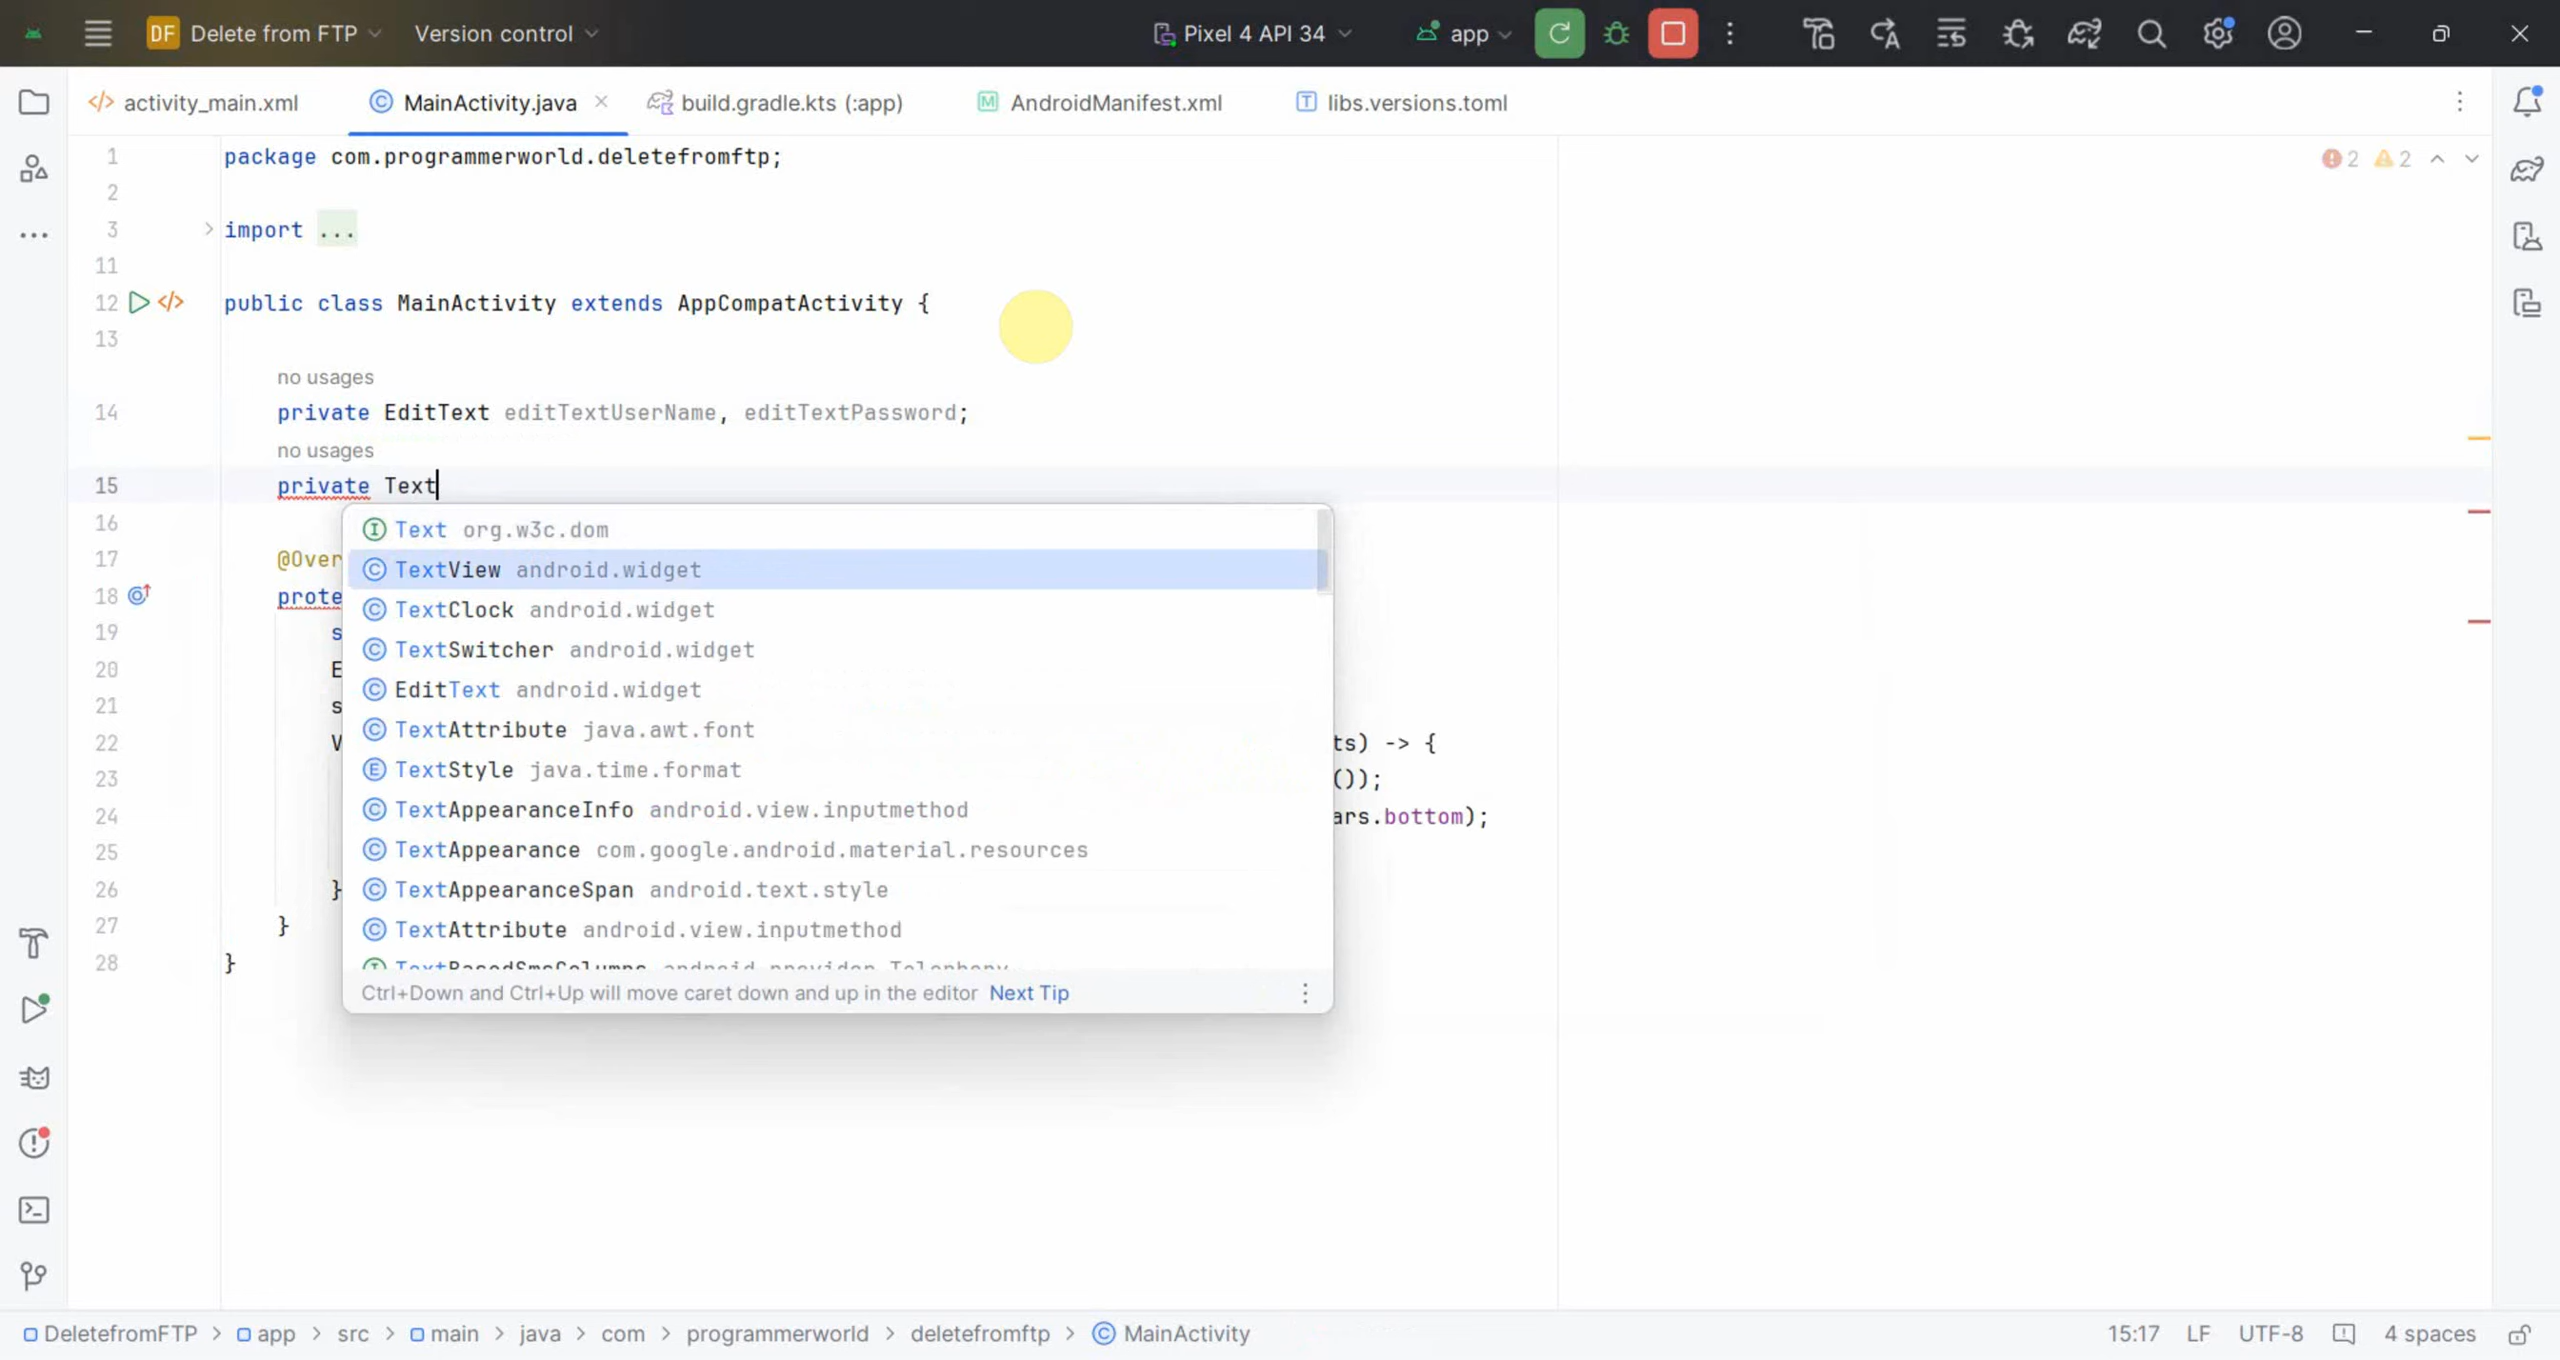 DF Delete from FTP Version control Pixel 4 API 34 app
activity_main.xml MainActivity.java build.gradle.kts (:app) AndroidManifest.xml libs.versions.toml
1 package com.programmerworld.deletefromftp; 2 2
2
3 import ...
11
12 public class MainActivity extends AppCompatActivity {
13
no usages
14 private EditText editTextUserName, editTextPassword;
no usages
15 private Text
16
Text org.w3c.dom
17 @Over
TextView android.widget
18 prote
TextClock android.widget
19 s
TextSwitcher android.widget
20 E
EditText android.widget
21 s
TextAttribute java.awt.font
22 V ts) -> {
TextStyle java.time.format
23 ());
TextAppearanceInfo android.view.inputmethod
24 ars.bottom);
TextAppearance com.google.android.material.resources
25
TextAppearanceSpan android.text.style
26 }
27 }
TextAttribute android.view.inputmethod
28 }
TextBasedSmsColumns android.provider.Telephony
Ctrl+Down and Ctrl+Up will move caret down and up in the editor Next Tip
DeletefromFTP > app > src > main > java > com > programmerworld > deletefromftp > MainActivity 15:17 LF UTF-8 4 spaces